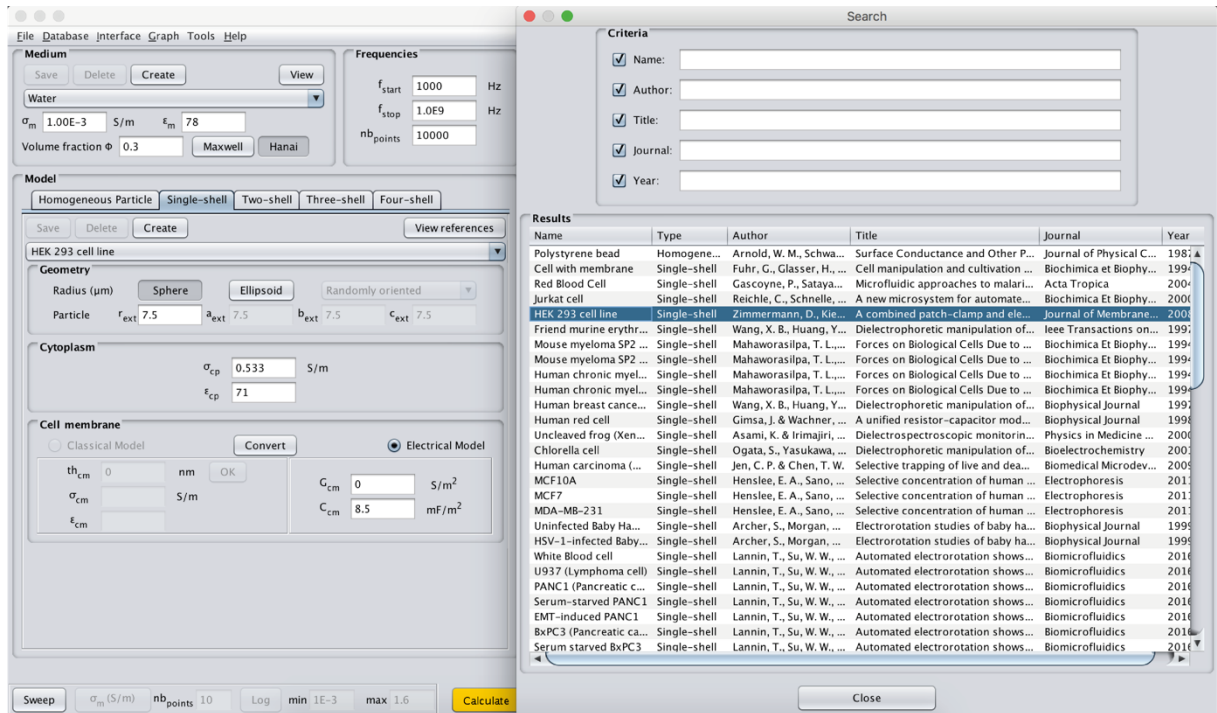 File Database Interface Graph Tools Help
Medium
Save Delete Create View
Water
σm 1.00E-3 S/m εm 78
Volume fraction Φ 0.3 Maxwell Hanai
Frequencies
fstart 1000 Hz
fstop 1.0E9 Hz
nbpoints 10000
Model
Homogeneous Particle Single-shell Two-shell Three-shell Four-shell
Save Delete Create View references
HEK 293 cell line
Geometry
Radius (μm) Sphere Ellipsoid Randomly oriented
Particle rext 7.5 aext 7.5 bext 7.5 cext 7.5
Cytoplasm
σcp 0.533 S/m
εcp 71
Cell membrane
Classical Model Convert Electrical Model
thcm 0 nm OK
σcm S/m
εcm
Gcm 0 S/m²
Ccm 8.5 mF/m²
Sweep σm (S/m) nbpoints 10 Log min 1E-3 max 1.6 Calculate
Search
Criteria
Name:
Author:
Title:
Journal:
Year:
Results
Name Type Author Title Journal Year
Polystyrene bead Homogene... Arnold, W. M., Schwa... Surface Conductance and Other P... Journal of Physical C... 1987
Cell with membrane Single-shell Fuhr, G., Glasser, H., ... Cell manipulation and cultivation ... Biochimica et Biophy... 1994
Red Blood Cell Single-shell Gascoyne, P., Sataya... Microfluidic approaches to malari... Acta Tropica 2004
Jurkat cell Single-shell Reichle, C., Schnelle, ... A new microsystem for automate... Biochimica Et Biophy... 2000
HEK 293 cell line Single-shell Zimmermann, D., Kie... A combined patch-clamp and ele... Journal of Membrane... 2008
Friend murine erythr... Single-shell Wang, X. B., Huang, Y... Dielectrophoretic manipulation of... Ieee Transactions on... 1997
Mouse myeloma SP2 ... Single-shell Mahaworasilpa, T. L.,... Forces on Biological Cells Due to ... Biochimica Et Biophy... 1994
Mouse myeloma SP2 ... Single-shell Mahaworasilpa, T. L.,... Forces on Biological Cells Due to ... Biochimica Et Biophy... 1994
Human chronic myel... Single-shell Mahaworasilpa, T. L.,... Forces on Biological Cells Due to ... Biochimica Et Biophy... 1994
Human chronic myel... Single-shell Mahaworasilpa, T. L.,... Forces on Biological Cells Due to ... Biochimica Et Biophy... 1994
Human breast cance... Single-shell Wang, X. B., Huang, Y... Dielectrophoretic manipulation of... Biophysical Journal 1997
Human red cell Single-shell Gimsa, J. & Wachner, ... A unified resistor-capacitor mod... Biophysical Journal 1998
Uncleaved frog (Xen... Single-shell Asami, K. & Irimajiri, ... Dielectrospectroscopic monitorin... Physics in Medicine ... 2000
Chlorella cell Single-shell Ogata, S., Yasukawa, ... Dielectrophoretic manipulation of... Bioelectrochemistry
Human carcinoma (... Single-shell Jen, C. P. & Chen, T. W. Selective trapping of live and dea... Biomedical Microdev... 2009
MCF10A Single-shell Henslee, E. A., Sano, ... Selective concentration of human ... Electrophoresis
MCF7 Single-shell Henslee, E. A., Sano, ... Selective concentration of human ... Electrophoresis
MDA-MB-231 Single-shell Henslee, E. A., Sano, ... Selective concentration of human ... Electrophoresis
Uninfected Baby Ha... Single-shell Archer, S., Morgan, ... Electrorotation studies of baby ha... Biophysical Journal 1999
HSV-1-infected Baby... Single-shell Archer, S., Morgan, ... Electrorotation studies of baby ha... Biophysical Journal 1999
White Blood cell Single-shell Lannin, T., Su, W. W., ... Automated electrorotation shows... Biomicrofluidics 2016
U937 (Lymphoma cell) Single-shell Lannin, T., Su, W. W., ... Automated electrorotation shows... Biomicrofluidics 2016
PANC1 (Pancreatic c... Single-shell Lannin, T., Su, W. W., ... Automated electrorotation shows... Biomicrofluidics 2016
Serum-starved PANC1 Single-shell Lannin, T., Su, W. W., ... Automated electrorotation shows... Biomicrofluidics 2016
EMT-induced PANC1 Single-shell Lannin, T., Su, W. W., ... Automated electrorotation shows... Biomicrofluidics 2016
BxPC3 (Pancreatic ca... Single-shell Lannin, T., Su, W. W., ... Automated electrorotation shows... Biomicrofluidics 2016
Serum starved BxPC3 Single-shell Lannin, T., Su, W. W., ... Automated electrorotation shows... Biomicrofluidics 2016
Close